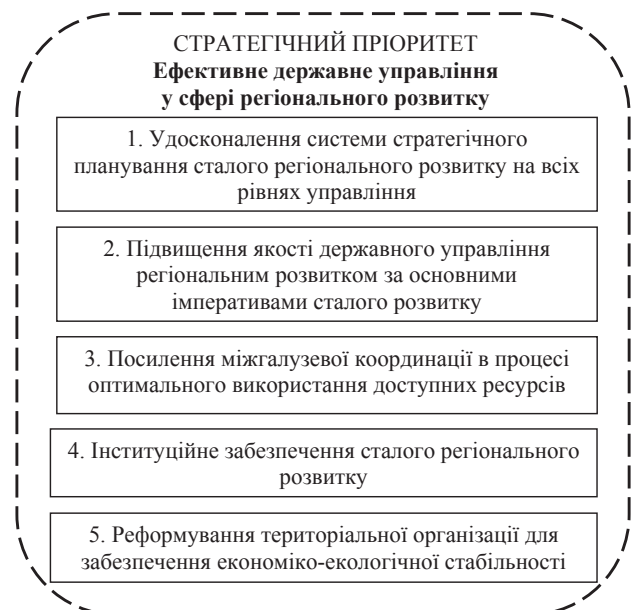 СТРАТЕГІЧНИЙ ПРІОРИТЕТ
Ефективне державне управління
у сфері регіонального розвитку
1. Удосконалення системи стратегічного
планування сталого регіонального розвитку на всіх
рівнях управління
2. Підвищення якості державного управління
регіональним розвитком за основними
імперативами сталого розвитку
3. Посилення міжгалузевої координації в процесі
оптимального використання доступних ресурсів
4. Інституційне забезпечення сталого регіонального
розвитку
5. Реформування територіальної організації для
забезпечення економіко-екологічної стабільності